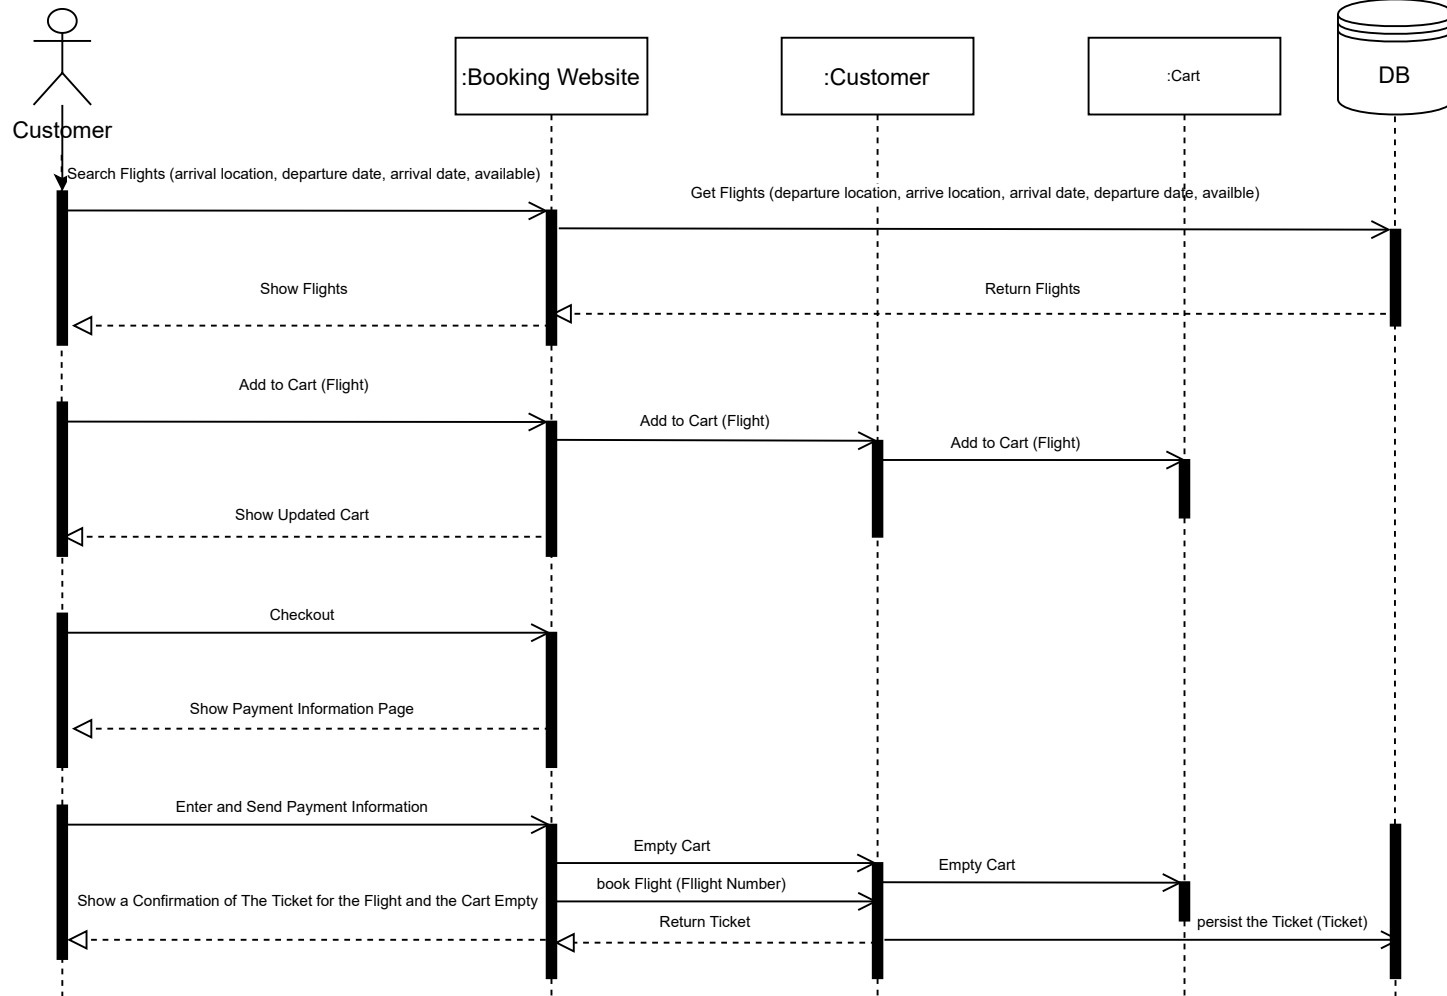 :Booking Website
:Customer
:Cart
DB
Customer
Search Flights (arrival location, departure date, arrival date, available)
Get Flights (departure location, arrive location, arrival date, departure date, availble)
Show Flights
Return Flights
Add to Cart (Flight)
Add to Cart (Flight)
Add to Cart (Flight)
Show Updated Cart
Checkout
Show Payment Information Page
Enter and Send Payment Information
Empty Cart
Empty Cart
book Flight (Fllight Number)
Show a Confirmation of The Ticket for the Flight and the Cart Empty
Return Ticket
persist the Ticket (Ticket)